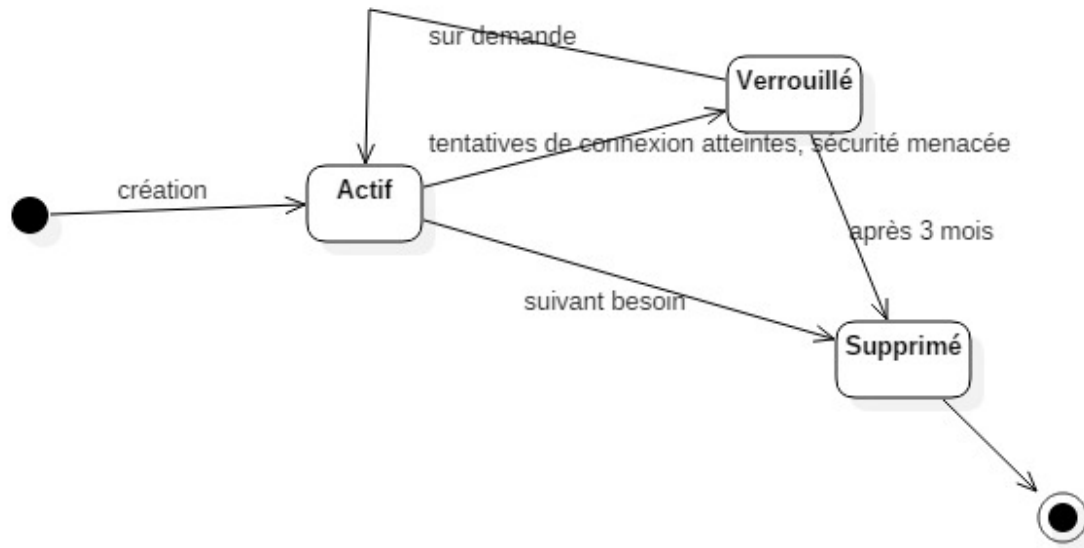 sur demande
Verrouillé
tentatives de connexion atteintes, sécurité menacée
création
Actif
après 3 mois
suivant besoin
Supprimé